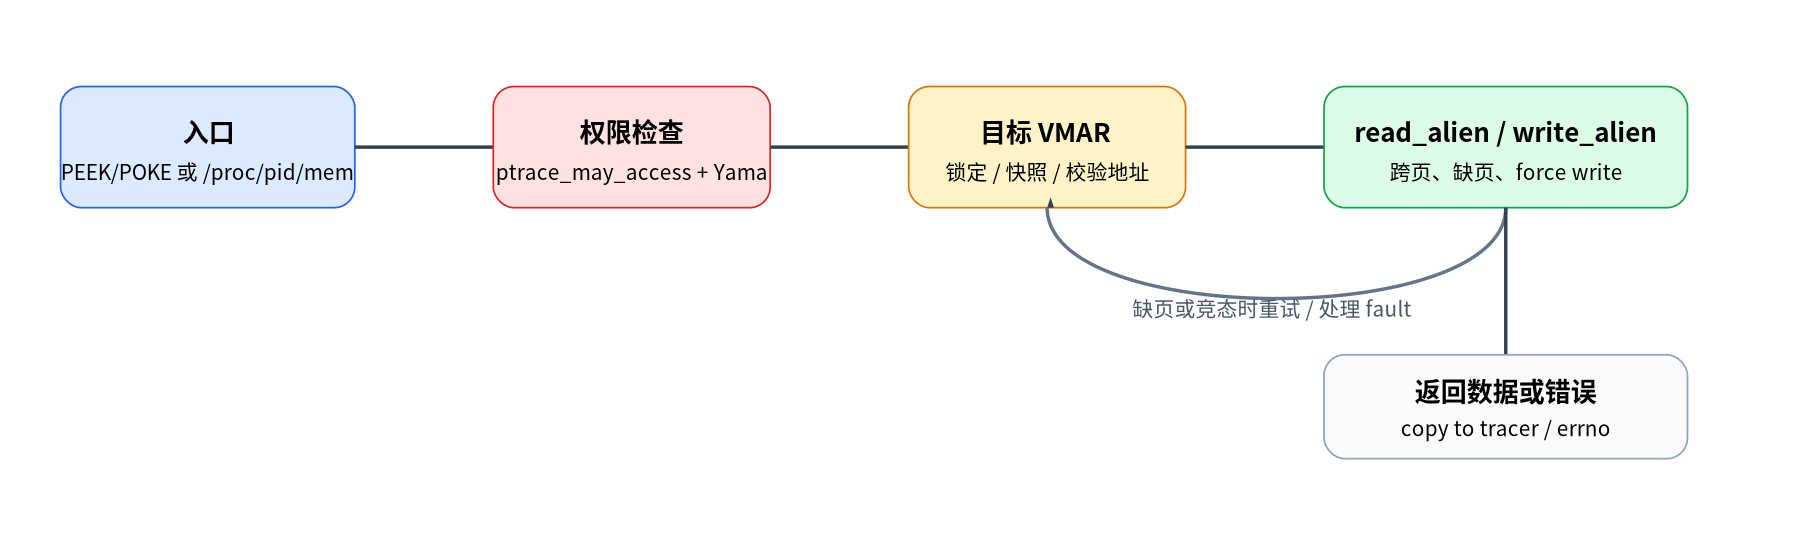 入口
PEEK/POKE 或 /proc/pid/mem
权限检查
ptrace_may_access + Yama
目标 VMAR
锁定 / 快照 / 校验地址
read_alien / write_alien
跨页、缺页、force write
缺页或竞态时重试 / 处理 fault
返回数据或错误
copy to tracer / errno